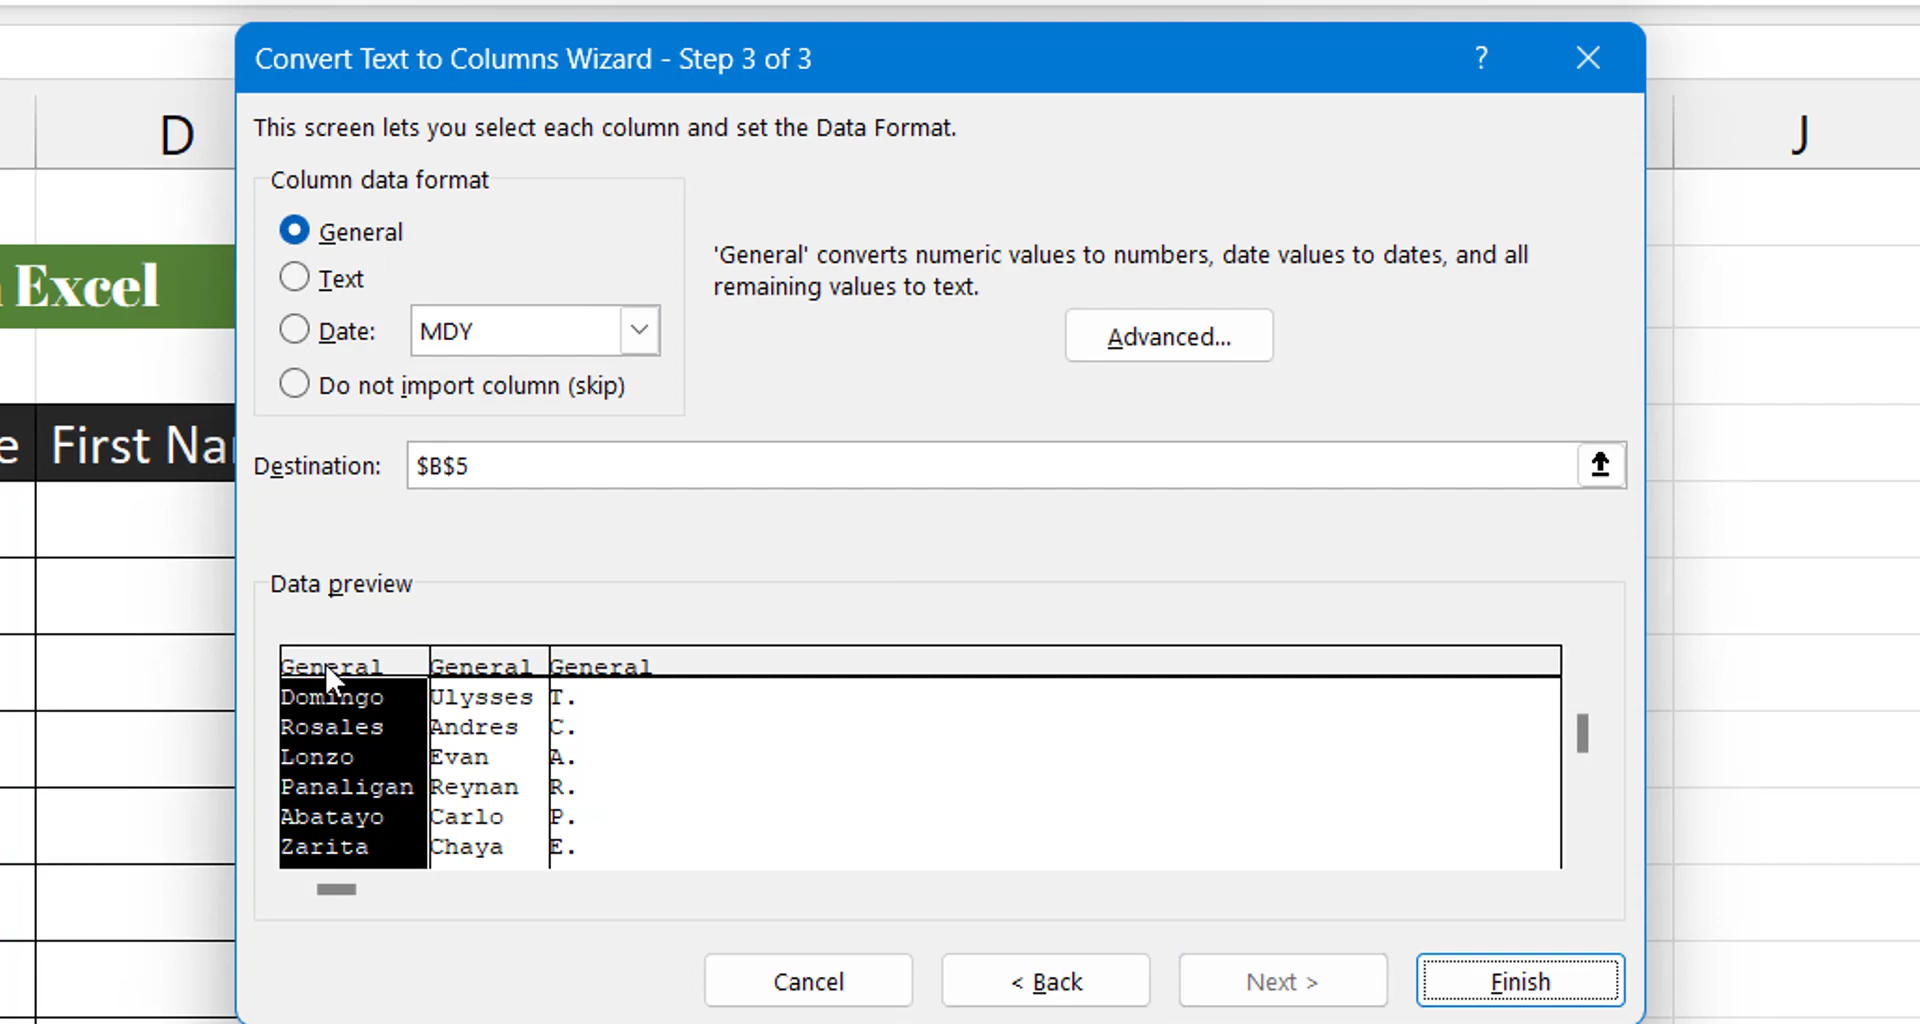 Convert Text to Columns Wizard - Step 3 of 3
?
D
J
This screen lets you select each column and set the Data Format.
Column data format
General
Text
Date: MDY
Do not import column (skip)
'General' converts numeric values to numbers, date values to dates, and all
remaining values to text.
Advanced...
Excel
e First Na
Destination: $B$5
Data preview
General General General
Domingo Ulysses T.
Rosales Andres C.
Lonzo Evan A.
Panaligan Reynan R.
Abatayo Carlo P.
Zarita Chaya E.
Cancel
< Back
Next >
Finish